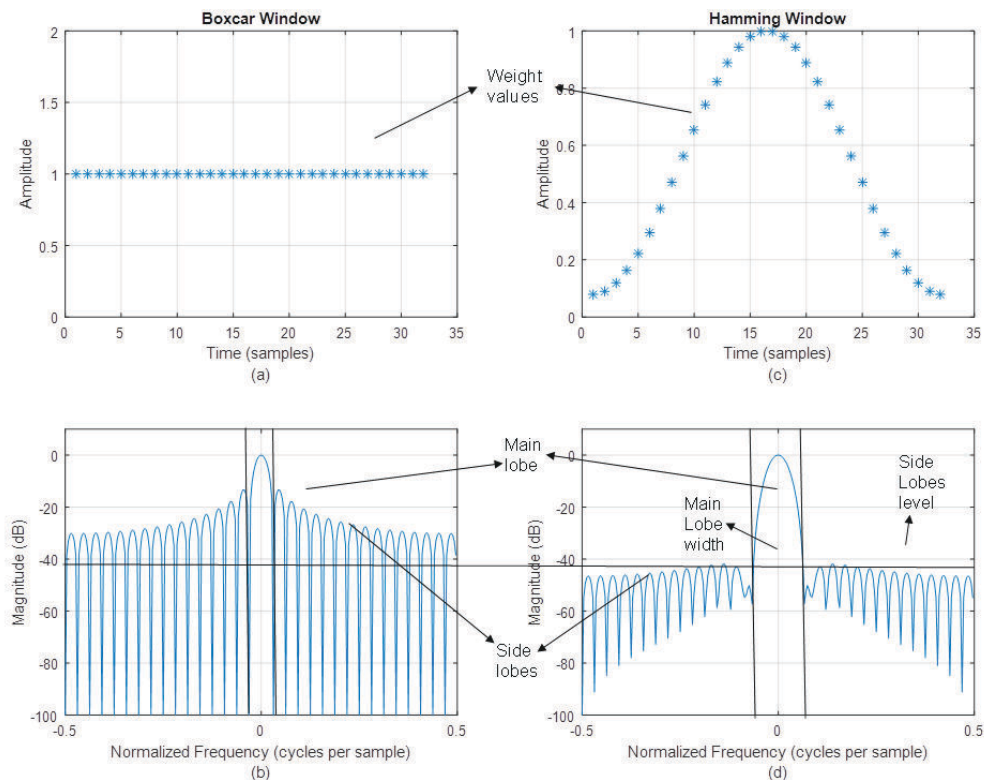 Boxcar Window
2
1.5
1
0.5
0
Amplitude
0 5 10 15 20 25 30 35
Time (samples)
(a)
Weight
values
Hamming Window
1
0.8
0.6
0.4
0.2
0
Amplitude
0 5 10 15 20 25 30 35
Time (samples)
(c)
0
-20
-40
-60
-80
-100
Magnitude (dB)
-0.5 0 0.5
Normalized Frequency (cycles per sample)
(b)
Main
lobe
Side
lobes
0
-20
-40
-60
-80
-100
Magnitude (dB)
Main
Lobe
width
Side
Lobes
level
-0.5 0 0.5
Normalized Frequency (cycles per sample)
(d)